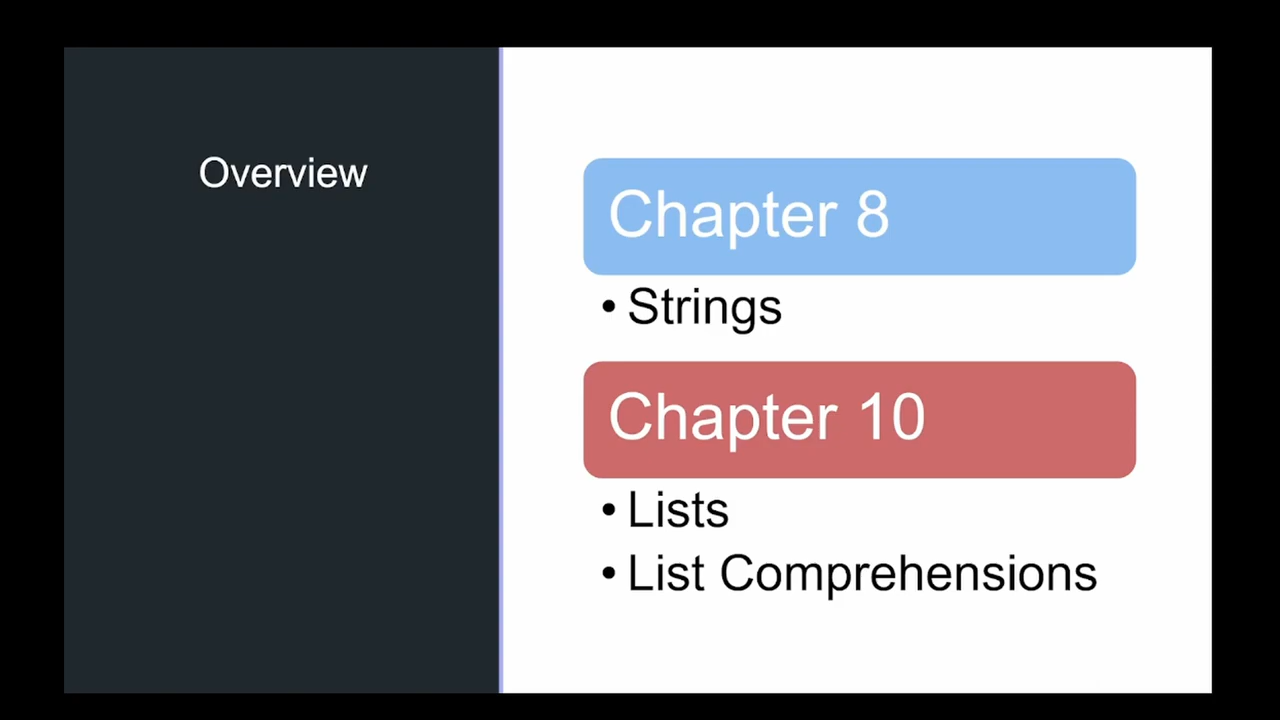 Overview
Chapter 8
• Strings
Chapter 10
• Lists
• List Comprehensions